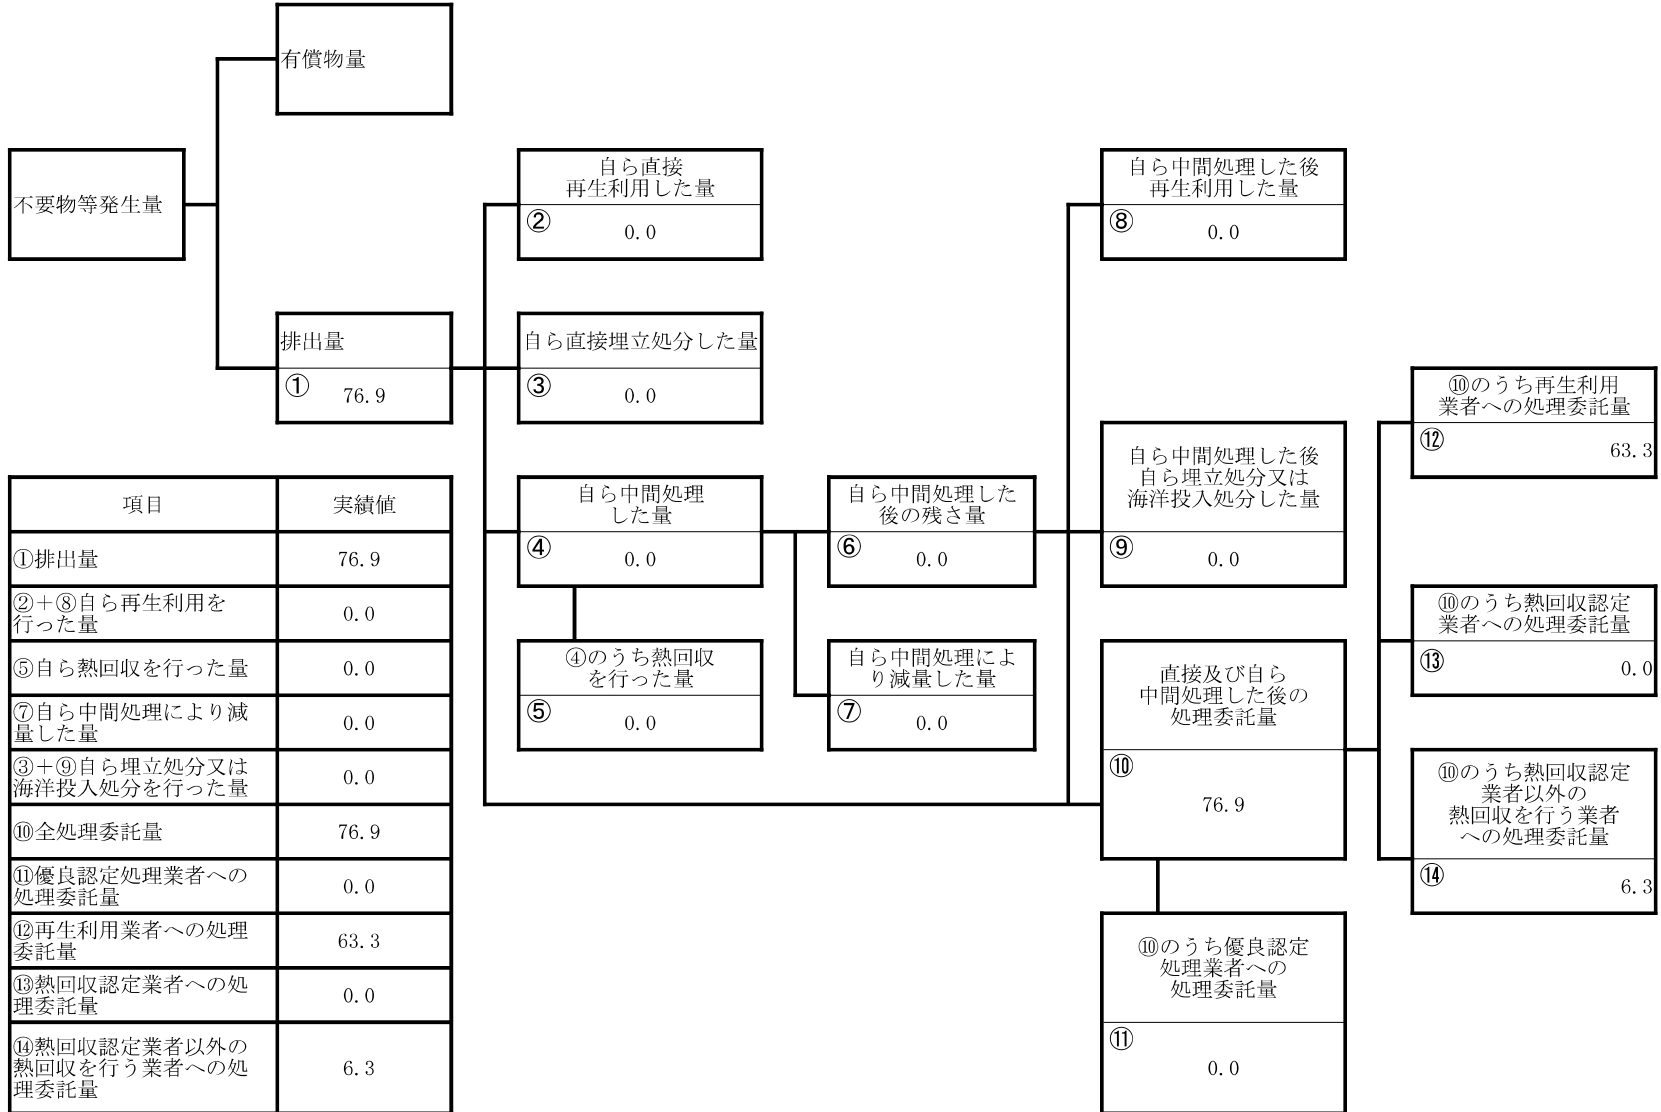 有償物量
不要物等発生量
排出量
① 76.9
自ら直接
再生利用した量
② 0.0
自ら直接埋立処分した量
③ 0.0
自ら中間処理
した量
④ 0.0
④のうち熱回収
を行った量
⑤ 0.0
自ら中間処理した
後の残さ量
⑥ 0.0
自ら中間処理によ
り減量した量
⑦ 0.0
自ら中間処理した後
再生利用した量
⑧ 0.0
自ら中間処理した後
自ら埋立処分又は
海洋投入処分した量
⑨ 0.0
直接及び自ら
中間処理した後の
処理委託量
⑩
76.9
⑩のうち優良認定
処理業者への
処理委託量
⑪
0.0
⑩のうち再生利用
業者への処理委託量
⑫ 63.3
⑩のうち熱回収認定
業者への処理委託量
⑬ 0.0
⑩のうち熱回収認定
業者以外の
熱回収を行う業者
への処理委託量
⑭ 6.3
項目 実績値
①排出量 76.9
②＋⑧自ら再生利用を
行った量 0.0
⑤自ら熱回収を行った量 0.0
⑦自ら中間処理により減
量した量 0.0
③＋⑨自ら埋立処分又は
海洋投入処分を行った量 0.0
⑩全処理委託量 76.9
⑪優良認定処理業者への
処理委託量 0.0
⑫再生利用業者への処理
委託量 63.3
⑬熱回収認定業者への処
理委託量 0.0
⑭熱回収認定業者以外の
熱回収を行う業者への処 6.3
理委託量